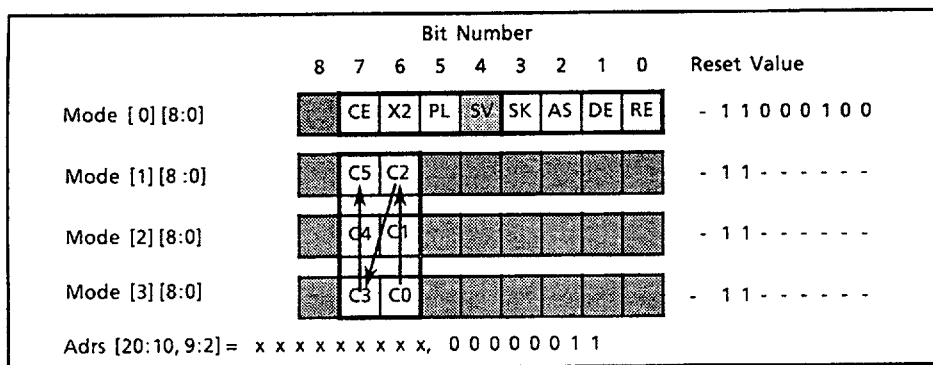 Bit Number
8 7 6 5 4 3 2 1 0 Reset Value
Mode [0][8:0] CE X2 PL SV SK AS DE RE - 1 1 0 0 0 1 0 0
Mode [1][8:0] C5 C2 - 1 1 - - - - - -
Mode [2][8:0] C4 C1 - 1 1 - - - - - -
Mode [3][8:0] C3 C0 - 1 1 - - - - - -
Adrs [20:10, 9:2] = x x x x x x x x x, 0 0 0 0 0 0 1 1